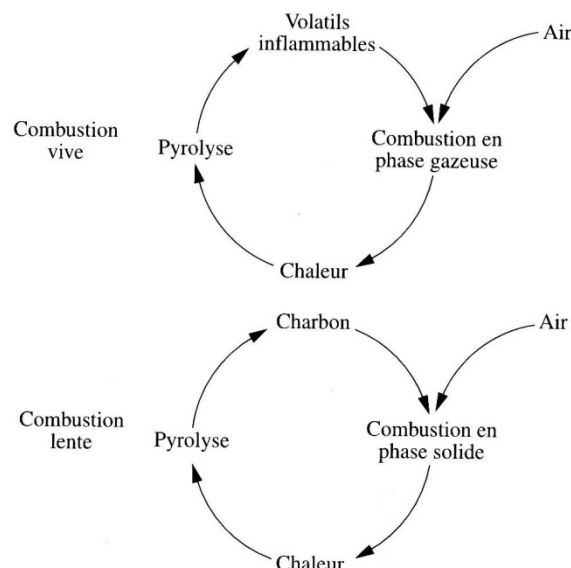 Volatils
inflammables
Air
Combustion
vive
Pyrolyse
Combustion en
phase gazeuse
Chaleur
Charbon
Air
Combustion
lente
Pyrolyse
Combustion en
phase solide
Chaleur